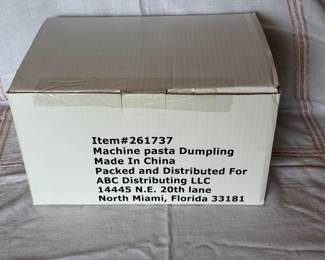 Item#261737
Machine pasta Dumpling
Made In China
Packed and Distributed For
ABC Distributing LLC
14445 N.E. 20th lane
North Miami, Florida 33181